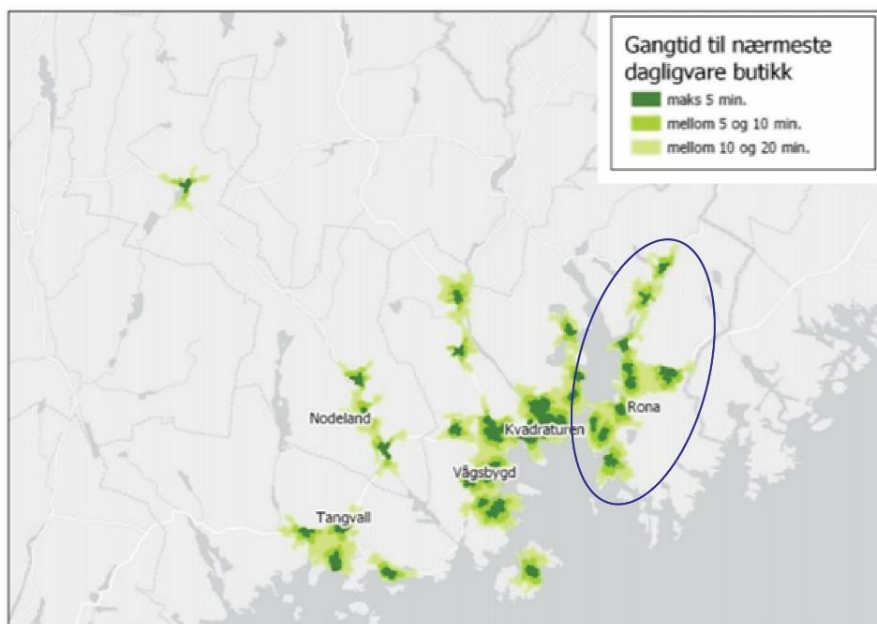 Gangtid til nærmeste
dagligvare butikk
maks 5 min.
mellom 5 og 10 min.
mellom 10 og 20 min.
Nodeland
Kvadraturen
Rona
Vågsbygd
Tangvall